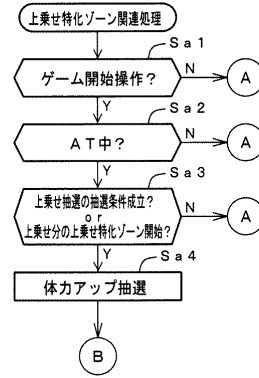 上乗せ特化ゾーン関連処理
Sa1
ゲーム開始操作?
N
A
Y
Sa2
AT中?
N
A
Y
Sa3
上乗せ抽選の抽選条件成立?
or
上乗せ分の上乗せ特化ゾーン開始?
N
A
Y
Sa4
体力アップ抽選
B